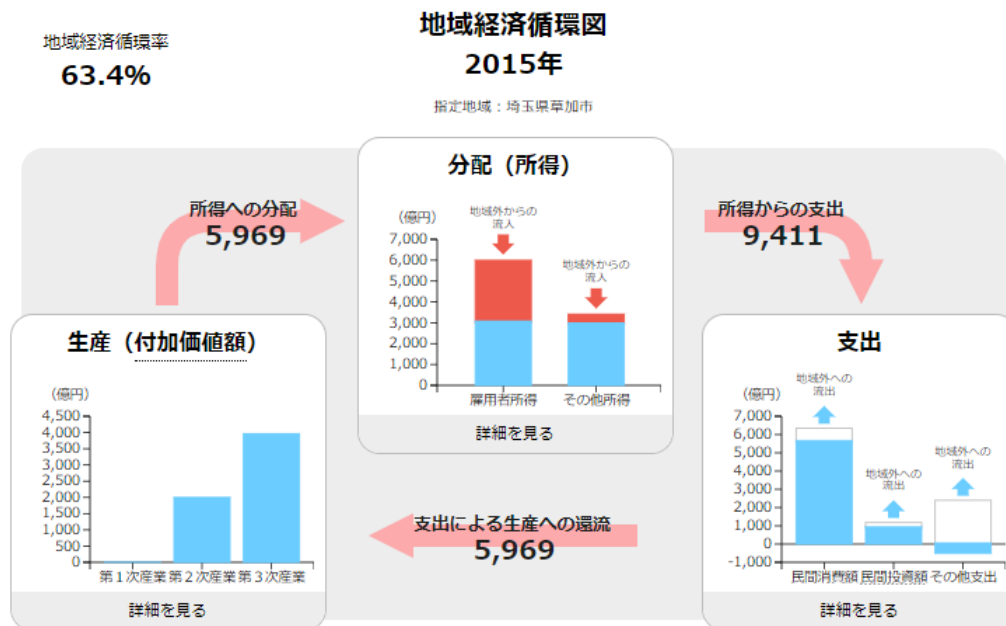 地域経済循環図
2015年
指定地域：埼玉県草加市
地域経済循環率
63.4%
所得への分配
5,969
分配（所得）
（億円）
7,000
6,000
5,000
4,000
3,000
2,000
1,000
0
地域外からの
流入
地域外からの
流入
雇用者所得
その他所得
詳細を見る
所得からの支出
9,411
生産（付加価値額）
（億円）
4,500
4,000
3,500
3,000
2,500
2,000
1,500
1,000
500
0
第１次産業
第２次産業
第３次産業
詳細を見る
支出による生産への還流
5,969
支出
（億円）
7,000
6,000
5,000
4,000
3,000
2,000
1,000
0
-1,000
地域外への
流出
地域外への
流出
地域外への
流出
民間消費額
民間投資額
その他支出
詳細を見る